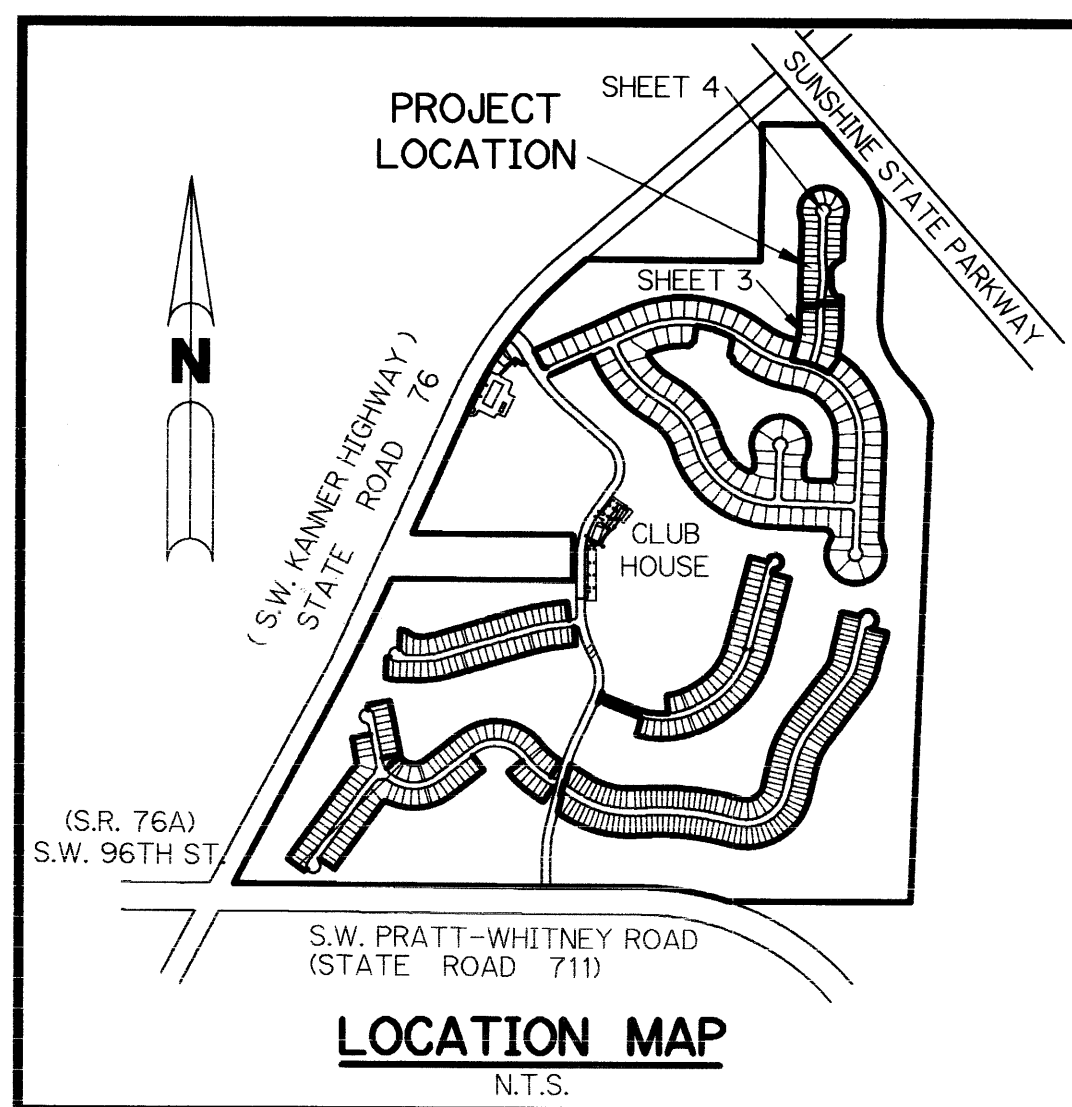 SHEET 4
SUNSHINE STATE PARKWAY
PROJECT
LOCATION
SHEET 3
N
( S.W. KANNER HIGHWAY )
STATE ROAD 76
CLUB
HOUSE
(S.R. 76A)
S.W. 96TH ST.
S.W. PRATT-WHITNEY ROAD
(STATE ROAD 711)
LOCATION MAP
N.T.S.